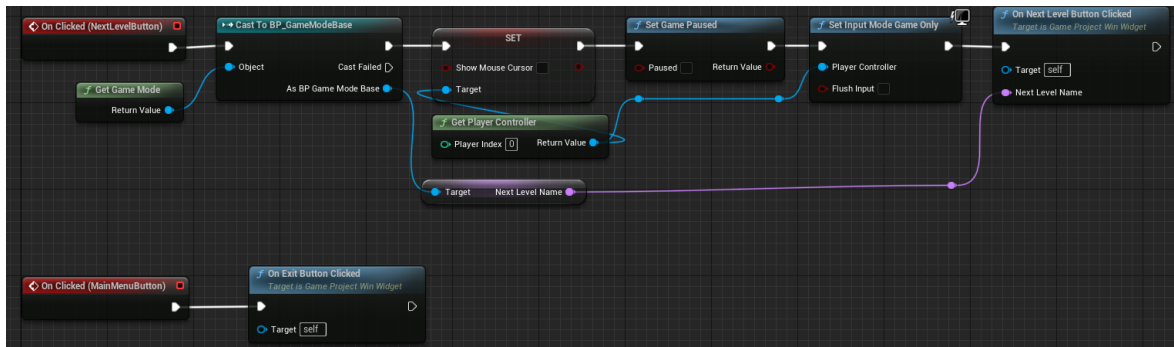 On Clicked (NextLevelButton)
Cast To BP_GameModeBase
Object
Cast Failed
As BP Game Mode Base
f Get Game Mode
Return Value
SET
Show Mouse Cursor
Target
f Get Player Controller
Player Index 0
Return Value
Target
Next Level Name
f Set Game Paused
Paused
Return Value
f Set Input Mode Game Only
Player Controller
Flush Input
f On Next Level Button Clicked
Target is Game Project Win Widget
Target self
Next Level Name
On Clicked (MainMenuButton)
f On Exit Button Clicked
Target is Game Project Win Widget
Target self